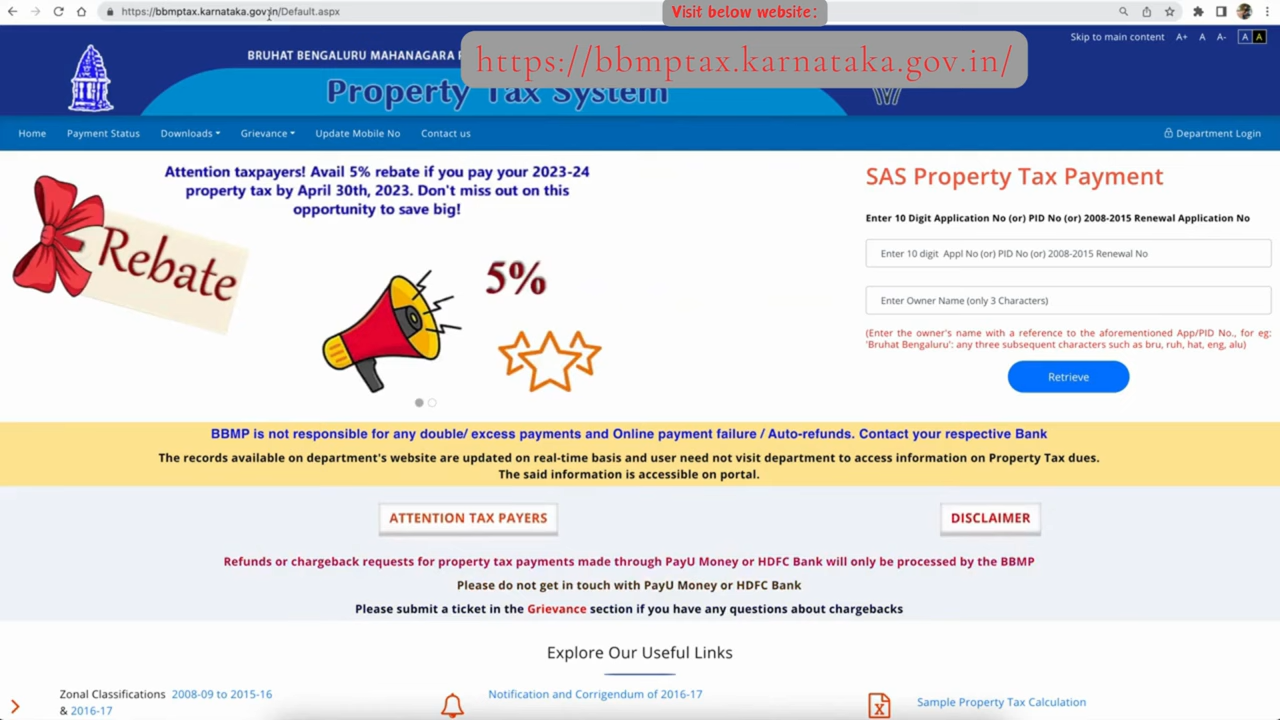 https://bbmptax.karnataka.gov.in/Default.aspx
Visit below website:
Skip to main content A+ A A- A A
BRUHAT BENGALURU MAHANAGARA
https://bbmptax.karnataka.gov.in/
Property Tax System
Home Payment Status Downloads Grievance Update Mobile No Contact us Department Login
Attention taxpayers! Avail 5% rebate if you pay your 2023-24
property tax by April 30th, 2023. Don't miss out on this
opportunity to save big!
Rebate
5%
SAS Property Tax Payment
Enter 10 Digit Application No (or) PID No (or) 2008-2015 Renewal Application No
Enter 10 digit Appl No (or) PID No (or) 2008-2015 Renewal No
Enter Owner Name (only 3 Characters)
(Enter the owner's name with a reference to the aforementioned App/PID No., for eg:
'Bruhat Bengaluru': any three subsequent characters such as bru, ruh, hat, eng, alu)
Retrieve
BBMP is not responsible for any double/ excess payments and Online payment failure / Auto-refunds. Contact your respective Bank
The records available on department's website are updated on real-time basis and user need not visit department to access information on Property Tax dues.
The said information is accessible on portal.
ATTENTION TAX PAYERS
DISCLAIMER
Refunds or chargeback requests for property tax payments made through PayU Money or HDFC Bank will only be processed by the BBMP
Please do not get in touch with PayU Money or HDFC Bank
Please submit a ticket in the Grievance section if you have any questions about chargebacks
Explore Our Useful Links
Zonal Classifications 2008-09 to 2015-16
& 2016-17
Notification and Corrigendum of 2016-17
Sample Property Tax Calculation